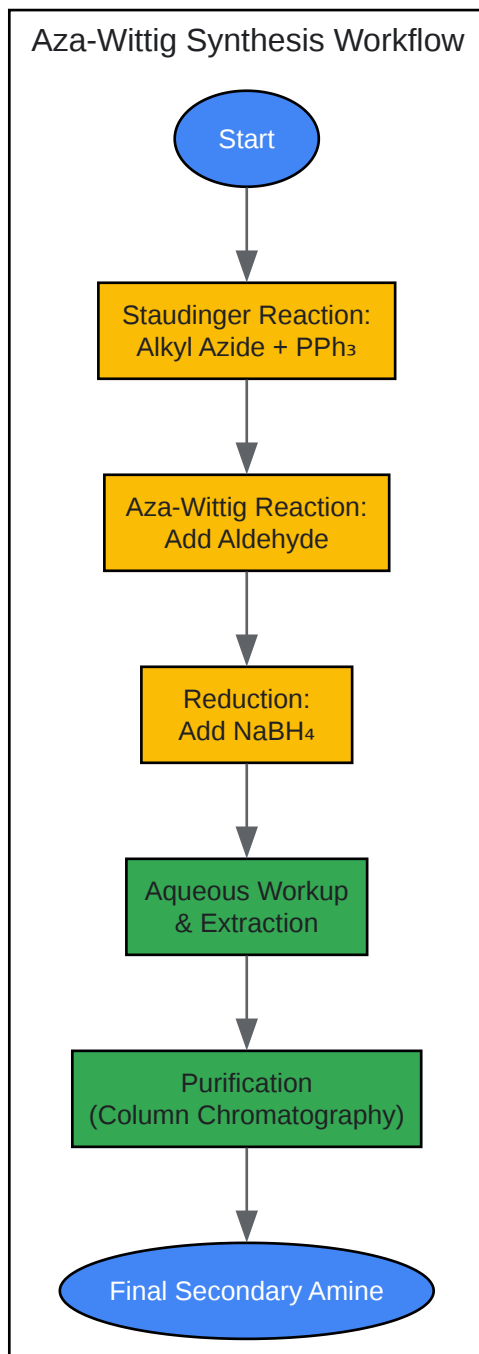 Aza-Wittig Synthesis Workflow
Start
Staudinger Reaction:
Alkyl Azide + PPh₃
Aza-Wittig Reaction:
Add Aldehyde
Reduction:
Add NaBH₄
Aqueous Workup
& Extraction
Purification
(Column Chromatography)
Final Secondary Amine